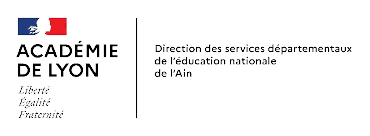 ACADÉMIE
DE LYON
Liberté
Égalité
Fraternité
Direction des services départementaux
de l'éducation nationale
de l'Ain